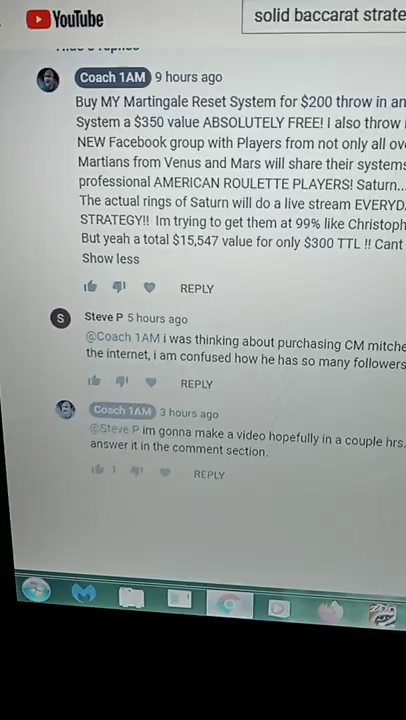 YouTube
solid baccarat strate
Coach 1AM 9 hours ago
Buy MY Martingale Reset System for $200 throw in an
System a $350 value ABSOLUTELY FREE! I also throw
NEW Facebook group with Players from not only all ov
Martians from Venus and Mars will share their systems
professional AMERICAN ROULETTE PLAYERS! Saturn...
The actual rings of Saturn will do a live stream EVERYD
STRATEGY!! Im trying to get them at 99% like Christoph
But yeah a total $15,547 value for only $300 TTL !! Cant
Show less
REPLY
S
Steve P 5 hours ago
@Coach 1AM i was thinking about purchasing CM mitche
the internet, i am confused how he has so many followers
REPLY
Coach 1AM 3 hours ago
@Steve P im gonna make a video hopefully in a couple hrs.
answer it in the comment section.
1
REPLY